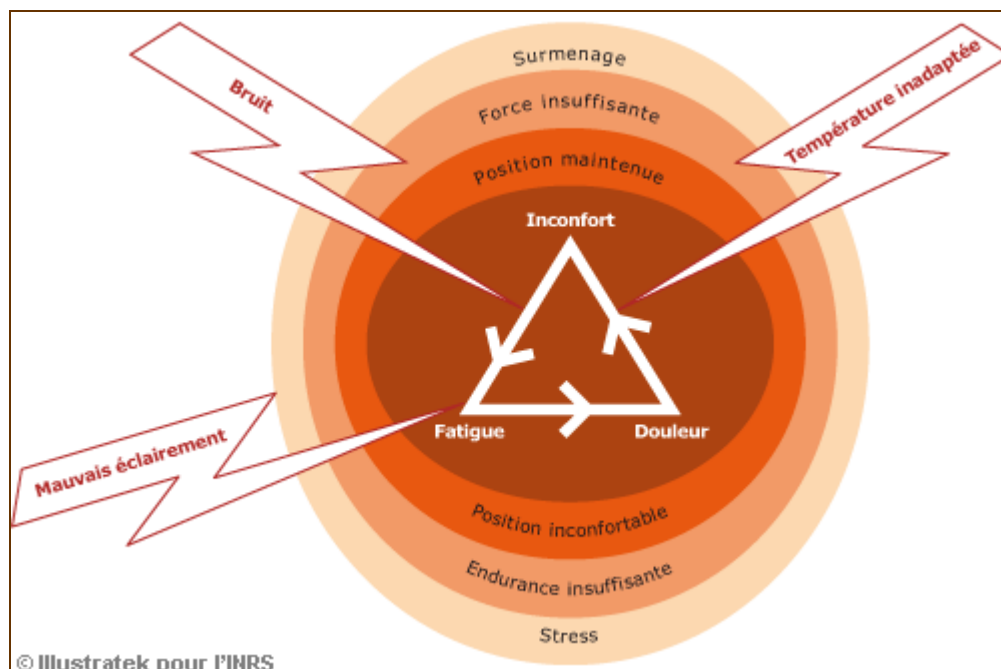 Surmenage
Force insuffisante
Bruit
Température inadaptée
Position maintenue
Inconfort
Fatigue
Douleur
Mauvais éclairement
Position inconfortable
Endurance insuffisante
Stress
© Illustratek pour l'INRS